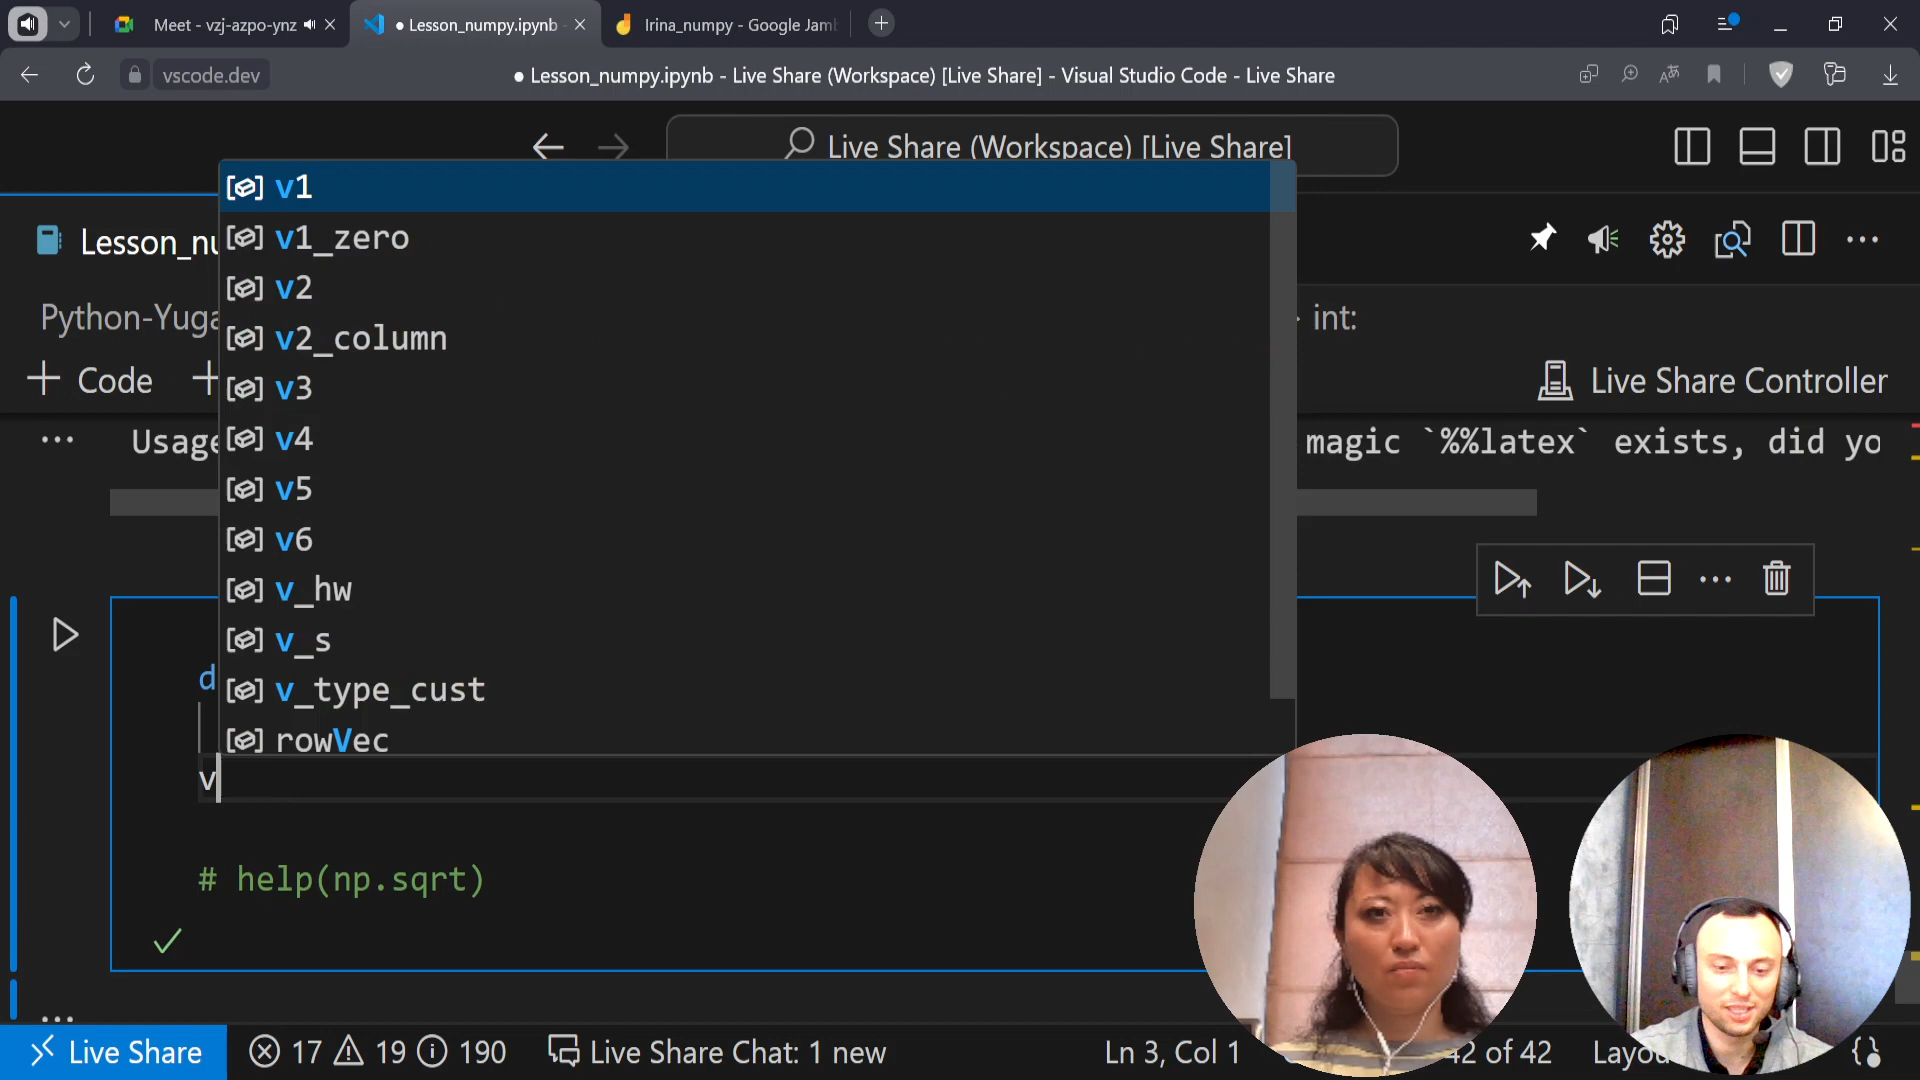 Meet - vzj-azpo-ynz
● Lesson_numpy.ipynb -
Irina_numpy - Google Jam
vscode.dev
● Lesson_numpy.ipynb - Live Share (Workspace) [Live Share] - Visual Studio Code - Live Share
Live Share (Workspace) [Live Share]
v1
v1_zero
v2
v2_column
v3
v4
v5
v6
v_hw
v_s
v_type_cust
rowVec
Lesson_nu
Python-Yuga
int:
+ Code +
Live Share Controller
Usage
magic `%%latex` exists, did yo
d
v
# help(np.sqrt)
Live Share
17
19
190
Live Share Chat: 1 new
Ln 3, Col 1
42 of 42
Layou